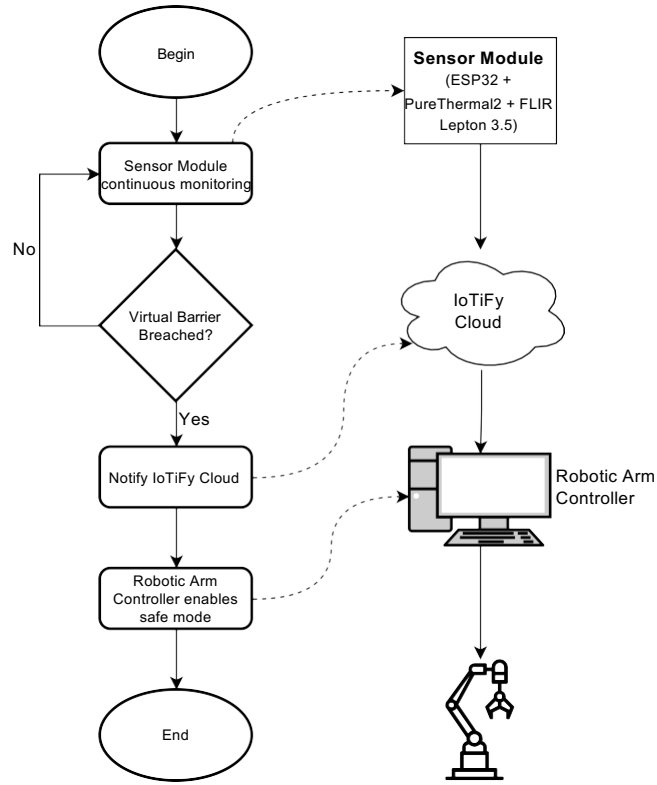 Begin
Sensor Module
continuous monitoring
No
Virtual Barrier
Breached?
Yes
Notify IoTiFy Cloud
Robotic Arm
Controller enables
safe mode
End
Sensor Module
(ESP32 +
PureThermal2 + FLIR
Lepton 3.5)
IoTiFy
Cloud
Robotic Arm
Controller